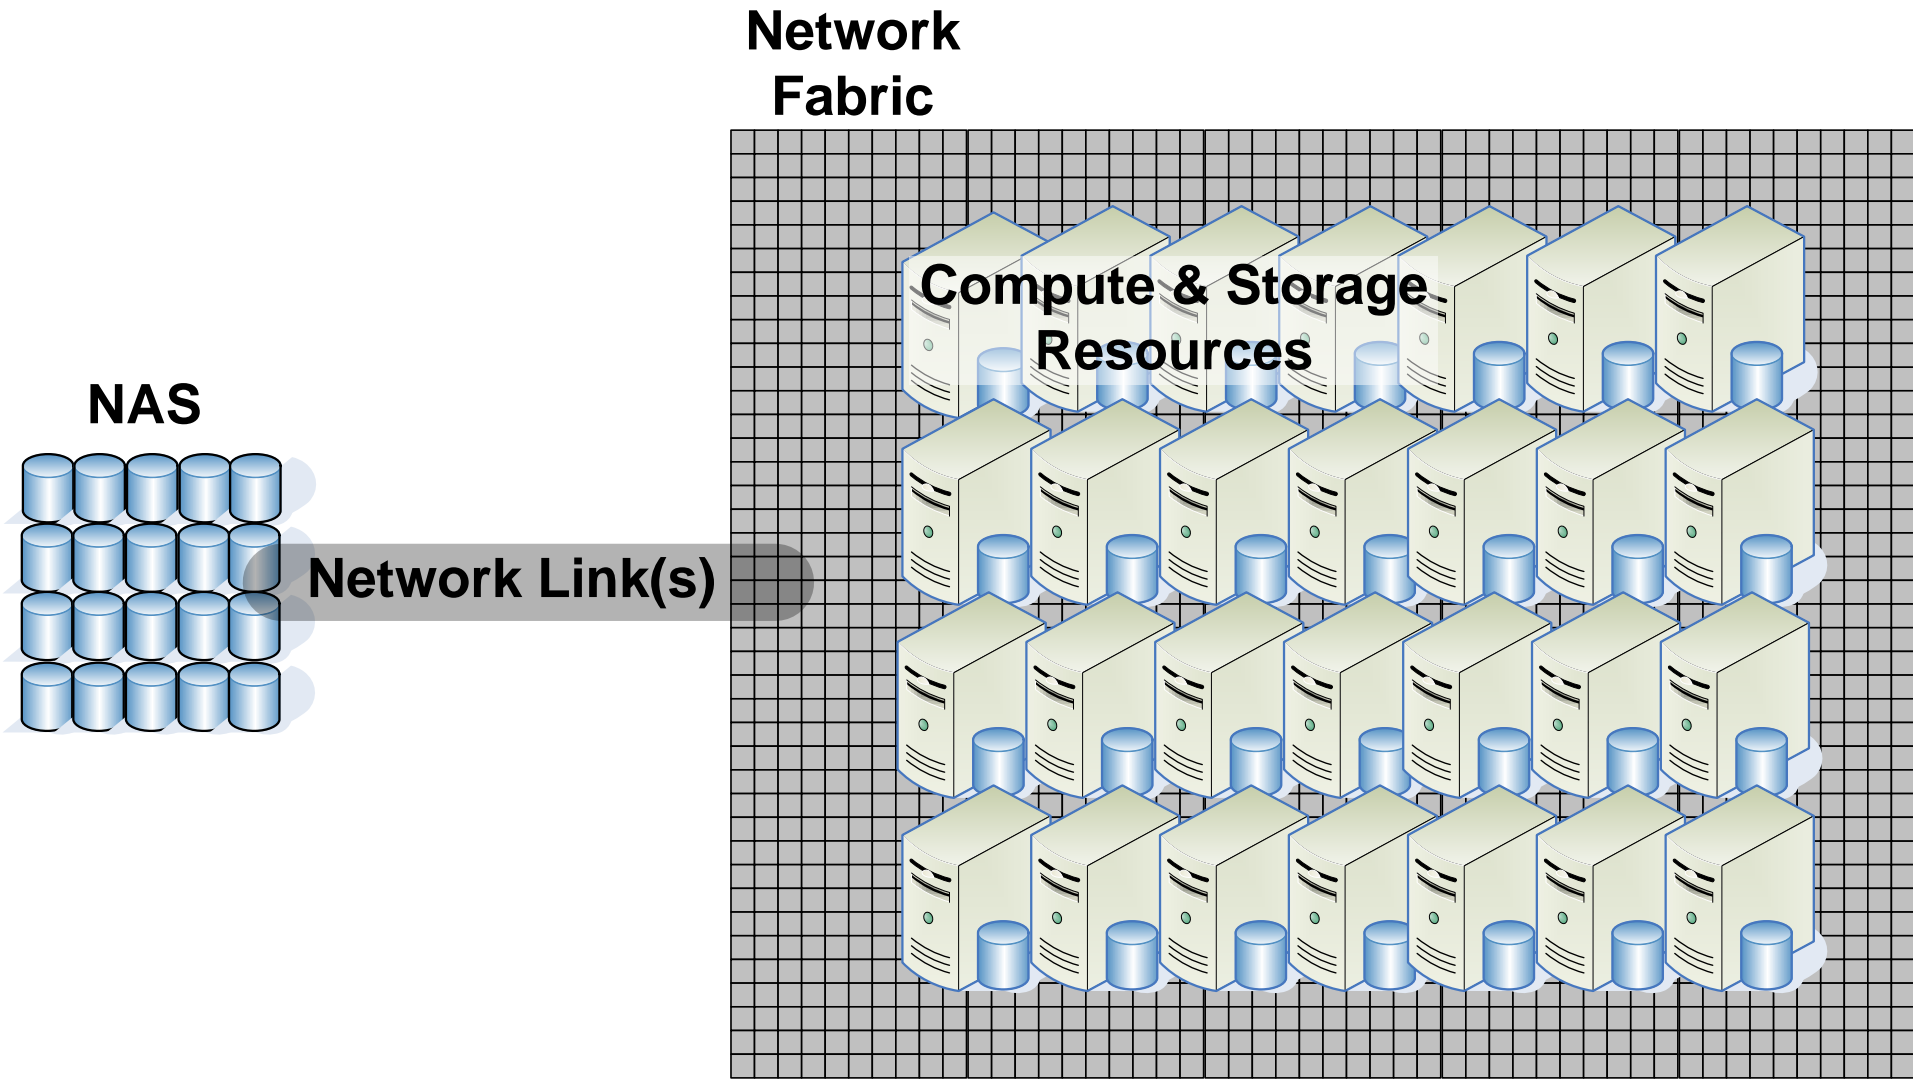 Network
Fabric
Compute & Storage
Resources
NAS
Network Link(s)